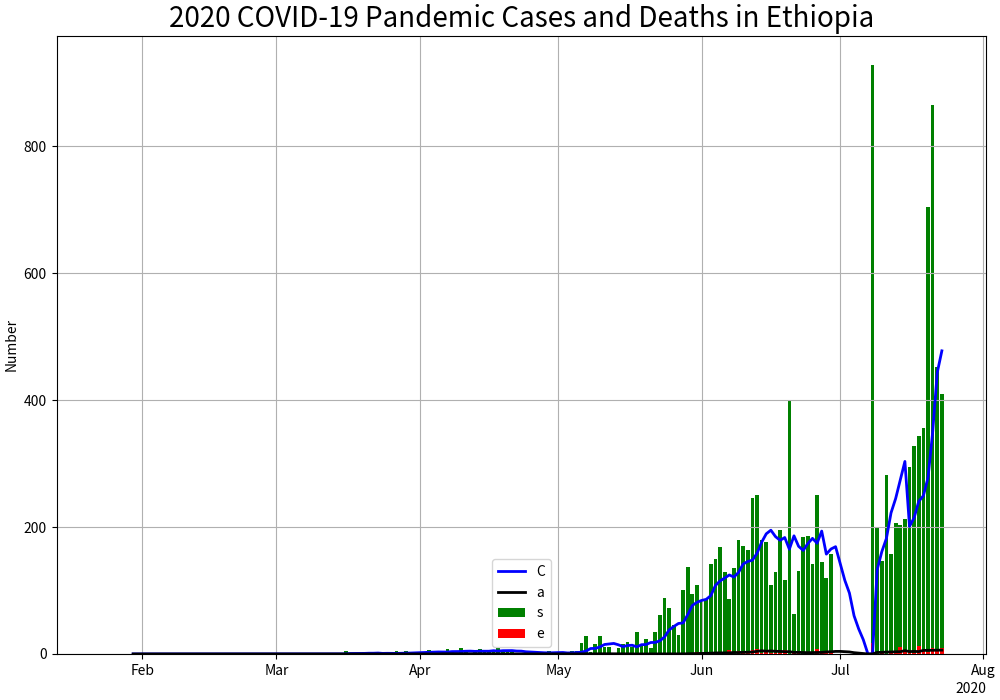 2020 COVID-19 Pandemic Cases and Deaths in Ethiopia
Number
800
600
400
200
0
C
a
s
e
Feb
Mar
Apr
May
Jun
Jul
Aug
2020